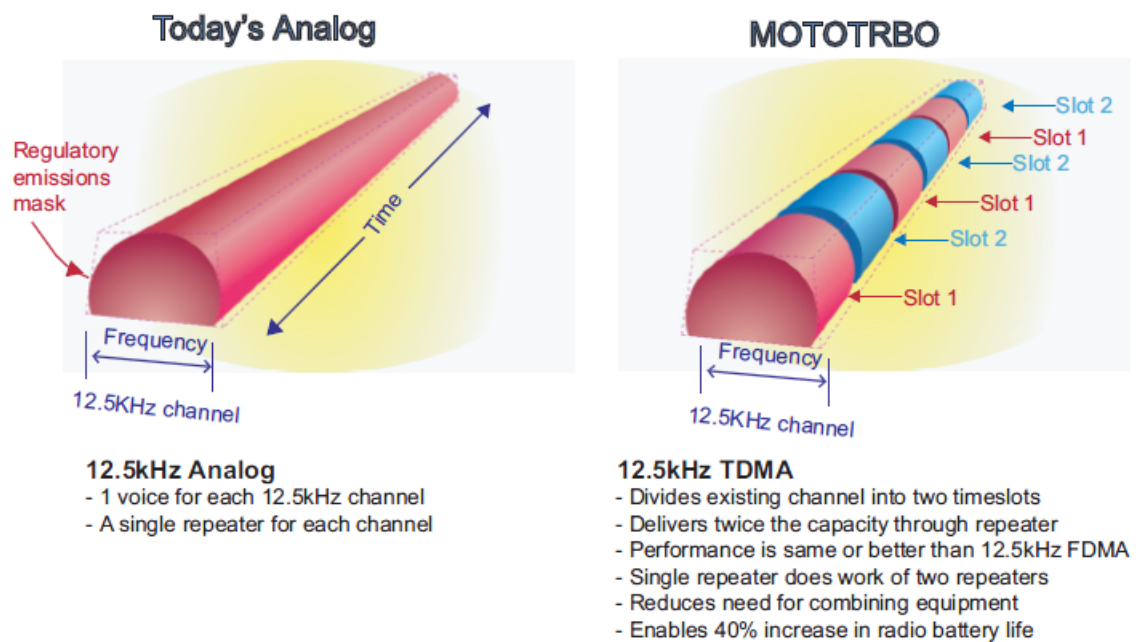 Today's Analog
Regulatory
emissions
mask
Time
Frequency
12.5KHz channel
12.5kHz Analog
- 1 voice for each 12.5kHz channel
- A single repeater for each channel
MOTOTRBO
Slot 2
Slot 1
Slot 2
Slot 1
Slot 2
Slot 1
Frequency
12.5KHz channel
12.5kHz TDMA
- Divides existing channel into two timeslots
- Delivers twice the capacity through repeater
- Performance is same or better than 12.5kHz FDMA
- Single repeater does work of two repeaters
- Reduces need for combining equipment
- Enables 40% increase in radio battery life